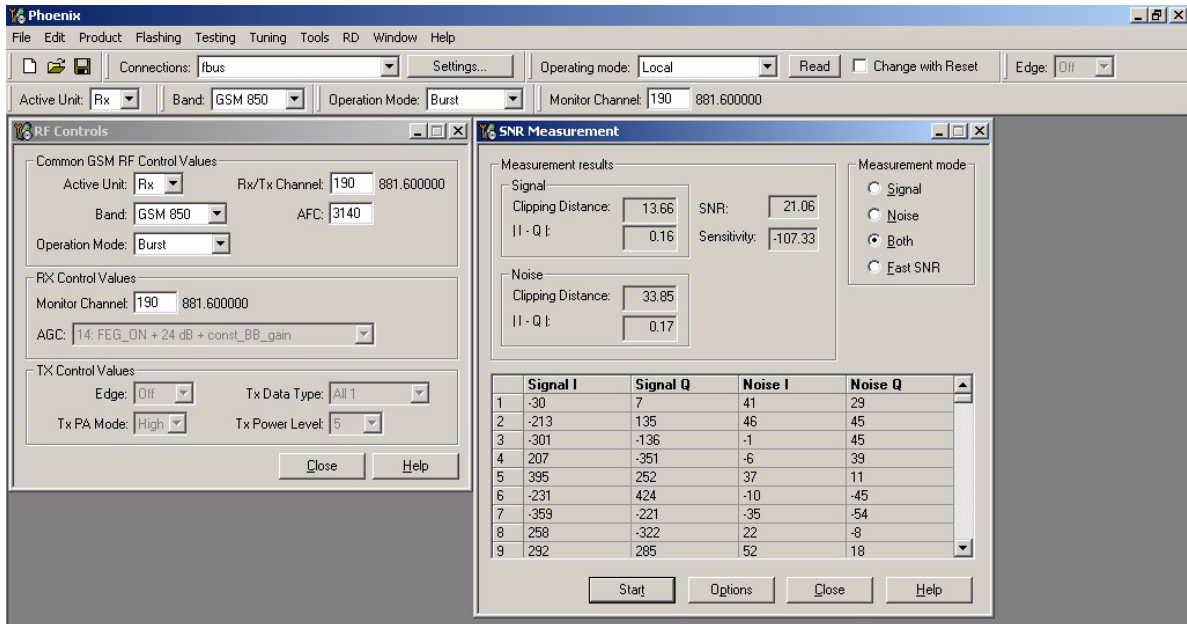 Phoenix
File Edit Product Flashing Testing Tuning Tools RD Window Help
Connections: fbus Settings... Operating mode: Local Read Change with Reset Edge: Off
Active Unit: Rx Band: GSM 850 Operation Mode: Burst Monitor Channel: 190 881.600000
RF Controls
Common GSM RF Control Values
Active Unit: Rx Rx/Tx Channel: 190 881.600000
Band: GSM 850 AFC: 3140
Operation Mode: Burst
RX Control Values
Monitor Channel: 190 881.600000
AGC: 14: FEG_ON + 24 dB + const_BB_gain
TX Control Values
Edge: Off Tx Data Type: All 1
Tx PA Mode: High Tx Power Level: 5
Close Help
SNR Measurement
Measurement results
Signal
Clipping Distance: 13.66
| I - Q |: 0.16
SNR: 21.06
Sensitivity: -107.33
Noise
Clipping Distance: 33.85
| I - Q |: 0.17
Measurement mode
Signal
Noise
Both
Fast SNR
Signal I Signal Q Noise I Noise Q
1 -30 7 41 29
2 -213 135 46 45
3 -301 -136 -1 45
4 207 -351 -6 39
5 395 252 37 11
6 -231 424 -10 -45
7 -359 -221 -35 -54
8 258 -322 22 -8
9 292 285 52 18
Start Options Close Help